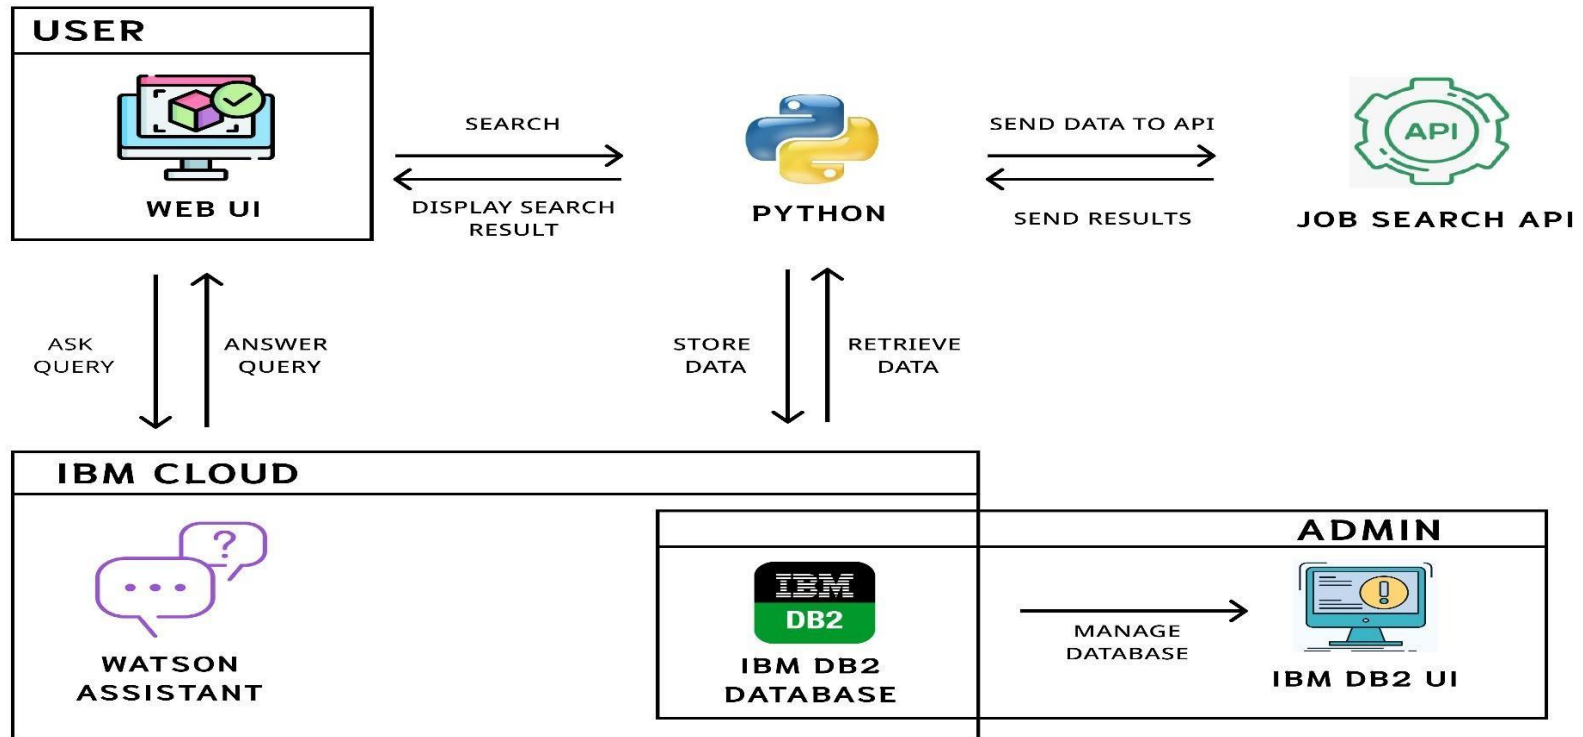 USER
WEB UI
SEARCH
DISPLAY SEARCH
RESULT
PYTHON
SEND DATA TO API
SEND RESULTS
API
JOB SEARCH API
ASK
QUERY
ANSWER
QUERY
STORE
DATA
RETRIEVE
DATA
IBM CLOUD
?
WATSON
ASSISTANT
ADMIN
IBM
DB2
IBM DB2
DATABASE
MANAGE
DATABASE
!
IBM DB2 UI